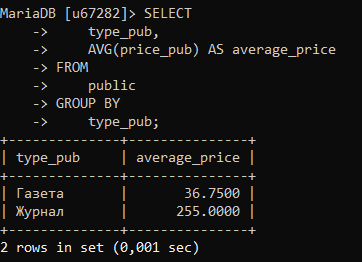 MariaDB [u67282]> SELECT
    ->     type_pub,
    ->     AVG(price_pub) AS average_price
    -> FROM
    ->     public
    -> GROUP BY
    ->     type_pub;
+--------------+---------------+
| type_pub     | average_price |
+--------------+---------------+
| Газета       |       36.7500 |
| Журнал       |      255.0000 |
+--------------+---------------+
2 rows in set (0,001 sec)